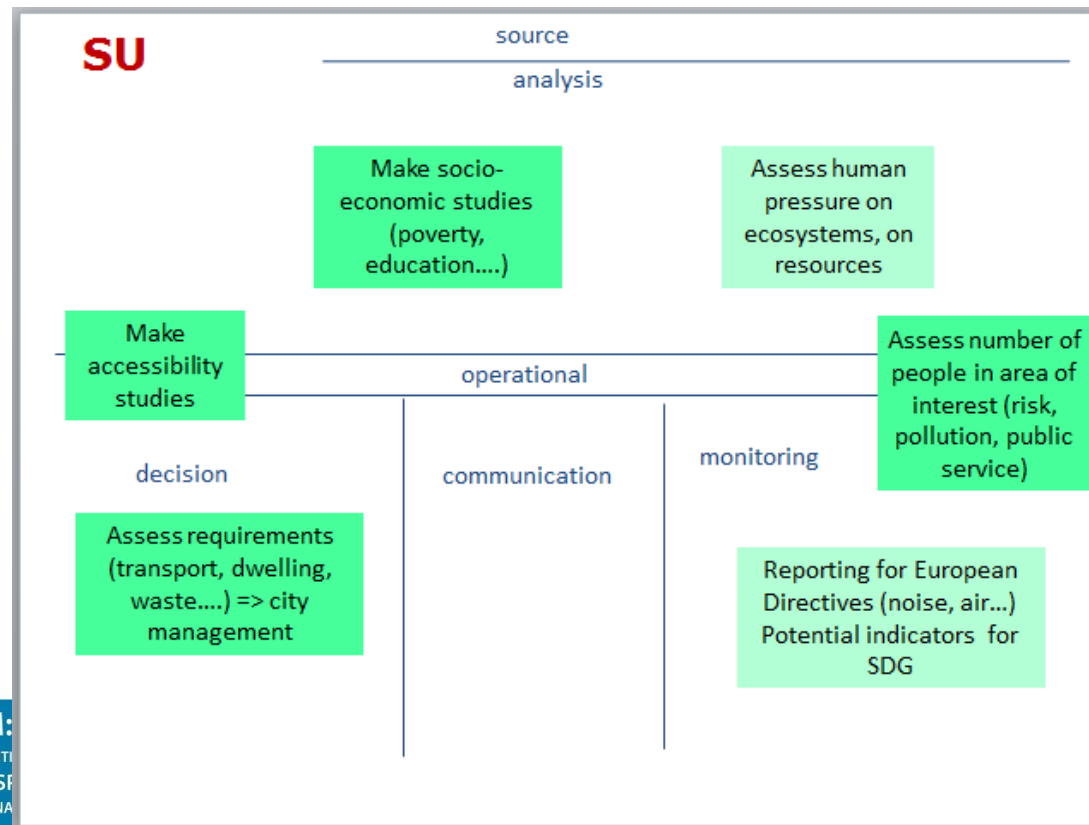 SU
source
analysis
Make socio-
economic studies
(poverty,
education....)
Assess human
pressure on
ecosystems, on
resources
Make
accessibility
studies
operational
Assess number of
people in area of
interest (risk,
pollution, public
service)
decision
communication
monitoring
Assess requirements
(transport, dwelling,
waste....) => city
management
Reporting for European
Directives (noise, air...)
Potential indicators for
SDG